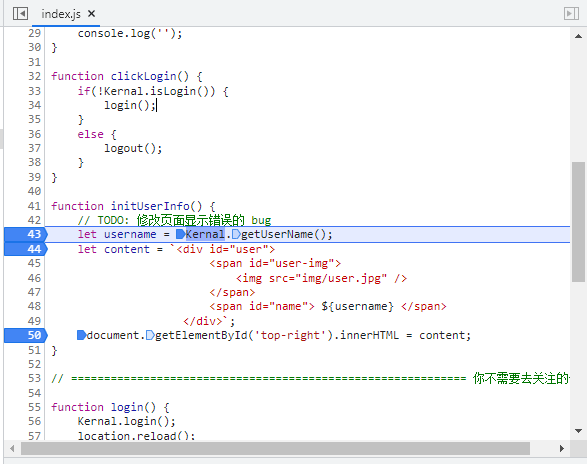 index.js ×
29 console.log('');
30 }
31
32 function clickLogin() {
33 if(!Kernal.isLogin()) {
34 login();
35 }
36 else {
37 logout();
38 }
39 }
40
41 function initUserInfo() {
42 // TODO: 修改页面显示错误的 bug
43 let username = Kernal.getUserName();
44 let content = `<div id="user">
45 <span id="user-img">
46 <img src="img/user.jpg" />
47 </span>
48 <span id="name"> ${username} </span>
49 </div>`;
50 document.getElementById('top-right').innerHTML = content;
51 }
52
53 // ============================================================ 你不需要去关注的
54
55 function login() {
56 Kernal.login();
57 location.reload();